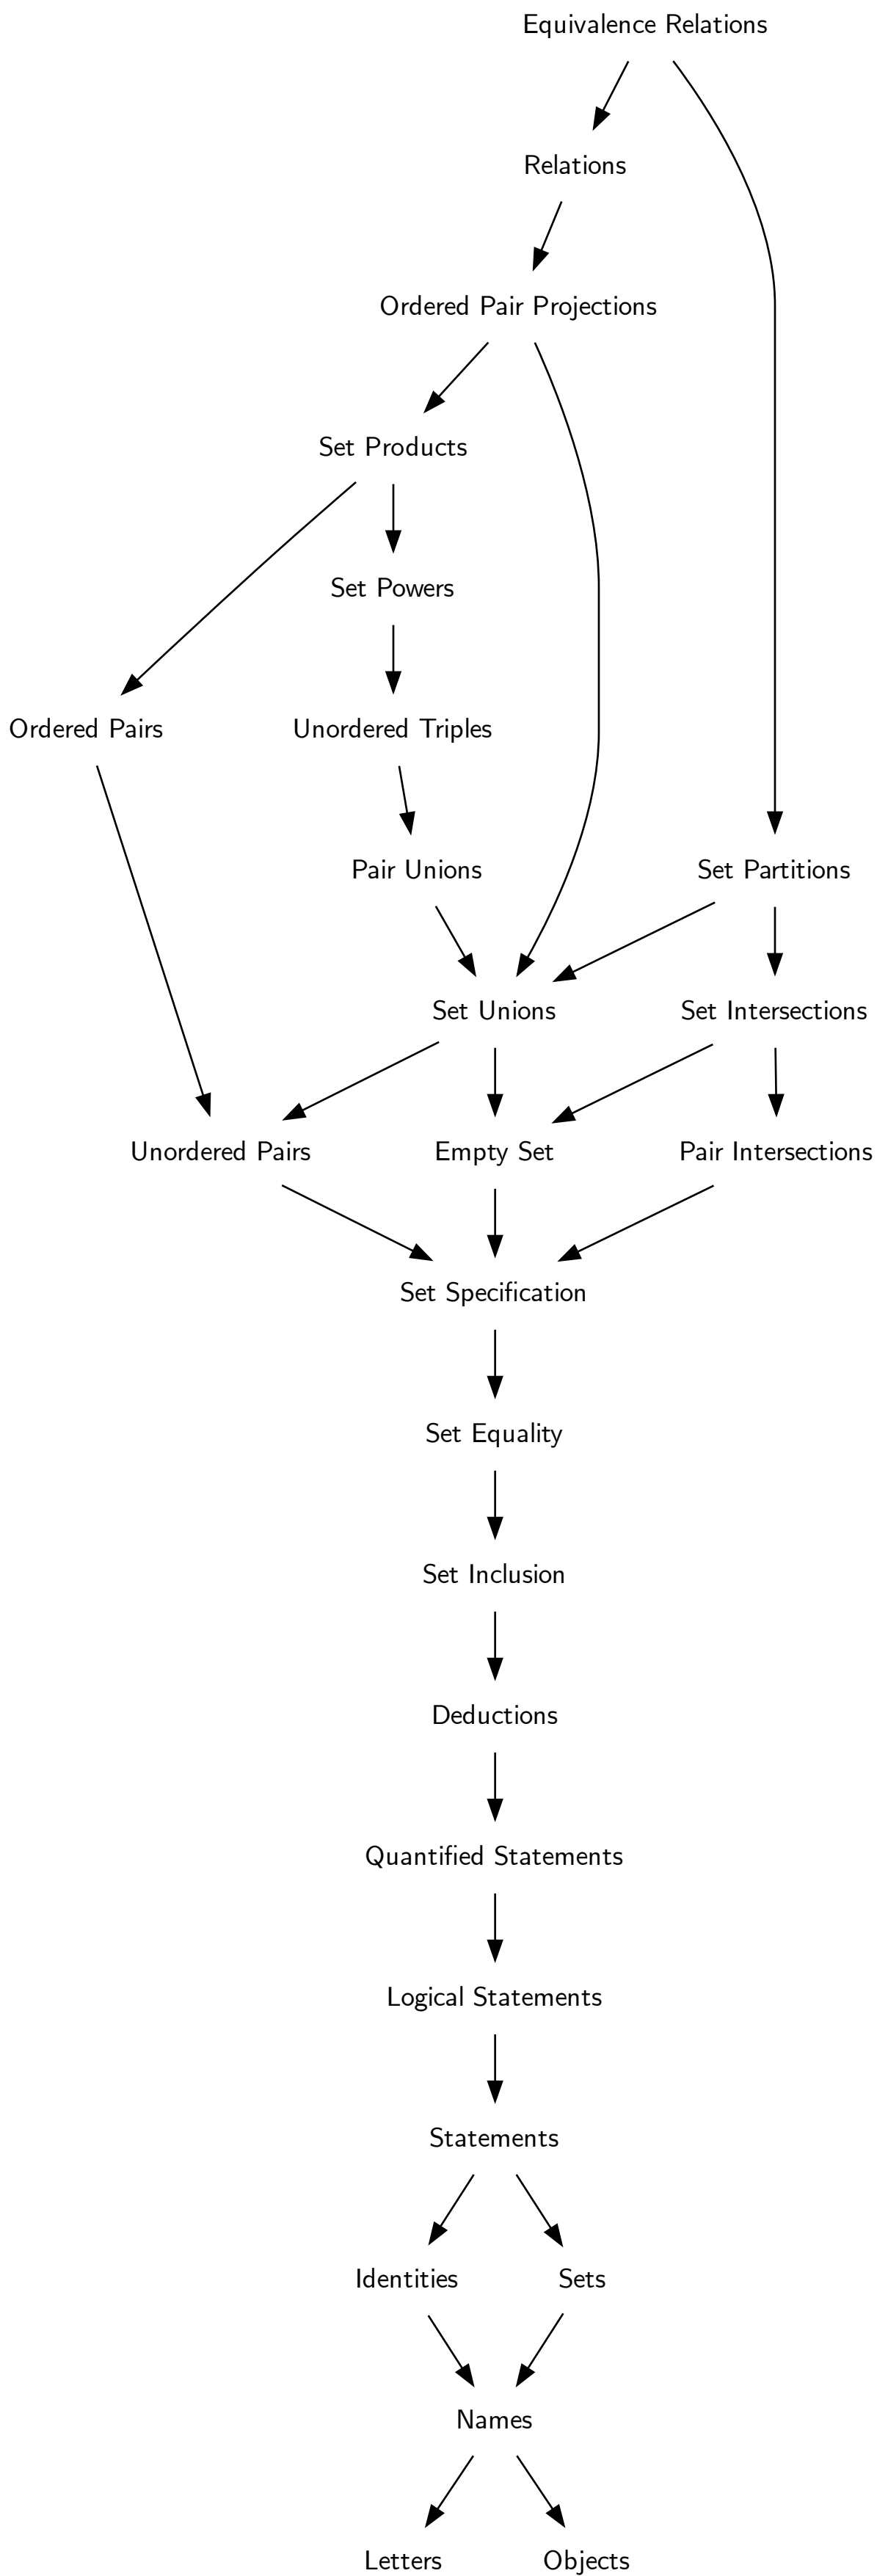 Equivalence Relations
Relations
Ordered Pair Projections
Set Products
Set Powers
Ordered Pairs
Unordered Triples
Pair Unions
Set Partitions
Set Unions
Set Intersections
Unordered Pairs
Empty Set
Pair Intersections
Set Specification
Set Equality
Set Inclusion
Deductions
Quantified Statements
Logical Statements
Statements
Identities
Sets
Names
Letters
Objects